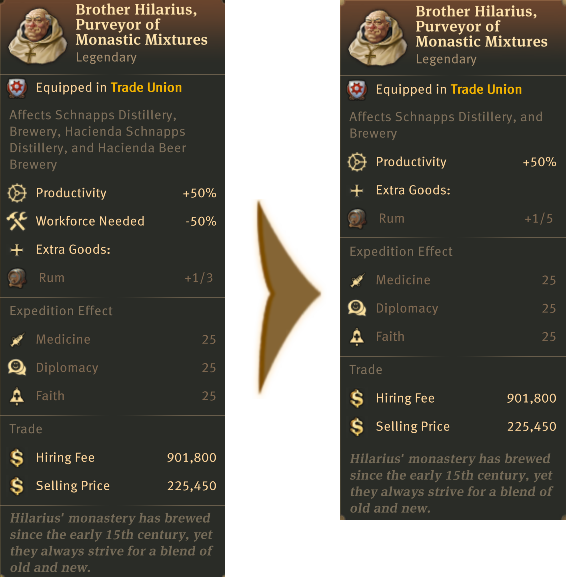 Brother Hilarius,
Purveyor of
Monastic Mixtures
Legendary
Equipped in Trade Union
Affects Schnapps Distillery,
Brewery, Hacienda Schnapps
Distillery, and Hacienda Beer
Brewery
Productivity +50%
Workforce Needed -50%
Extra Goods:
Rum +1/3
Expedition Effect
Medicine 25
Diplomacy 25
Faith 25
Trade
Hiring Fee 901,800
Selling Price 225,450
Hilarius' monastery has brewed
since the early 15th century, yet
they always strive for a blend of
old and new.
Brother Hilarius,
Purveyor of
Monastic Mixtures
Legendary
Equipped in Trade Union
Affects Schnapps Distillery, and
Brewery
Productivity +50%
Extra Goods:
Rum +1/5
Expedition Effect
Medicine 25
Diplomacy 25
Faith 25
Trade
Hiring Fee 901,800
Selling Price 225,450
Hilarius' monastery has brewed
since the early 15th century, yet
they always strive for a blend of
old and new.